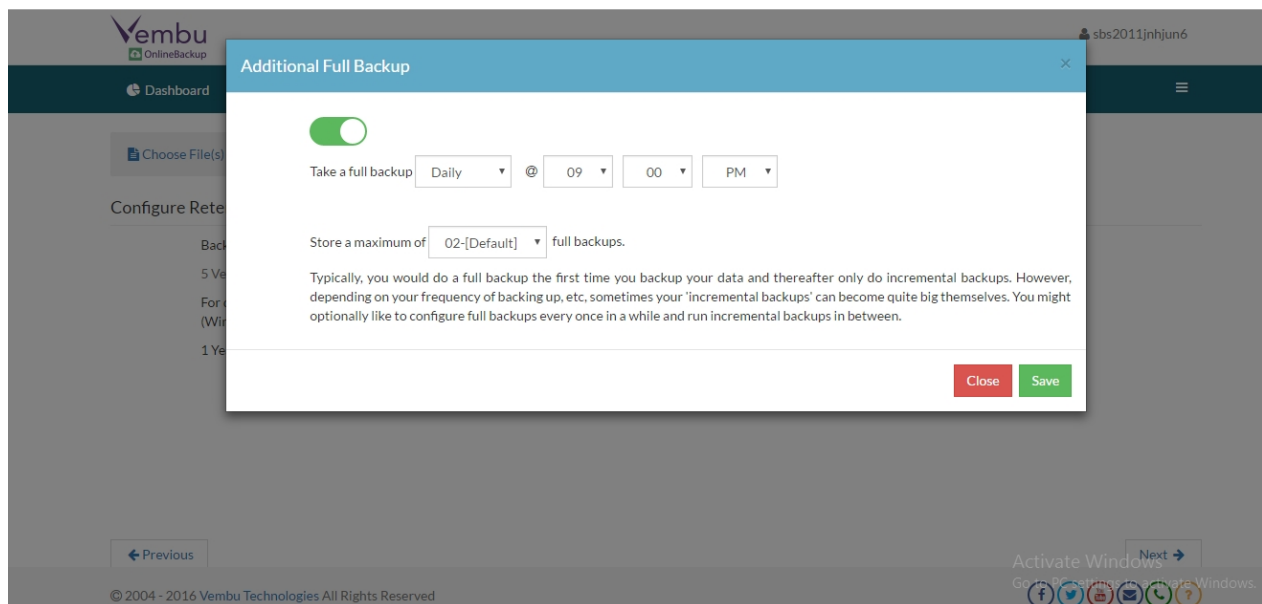 Vembu
OnlineBackup
sbs2011jnhjun6
Additional Full Backup
×
Dashboard
Choose File(s)
Take a full backup Daily @ 09 00 PM
Configure Rete
Back
Store a maximum of 02-[Default] full backups.
5 Ve
Typically, you would do a full backup the first time you backup your data and thereafter only do incremental backups. However,
For
depending on your frequency of backing up, etc, sometimes your 'incremental backups' can become quite big themselves. You might
(Wir
optionally like to configure full backups every once in a while and run incremental backups in between.
1 Ye
Close Save
Previous
Next
Activate Windows
Go to PC settings to activate Windows.
© 2004 - 2016 Vembu Technologies All Rights Reserved